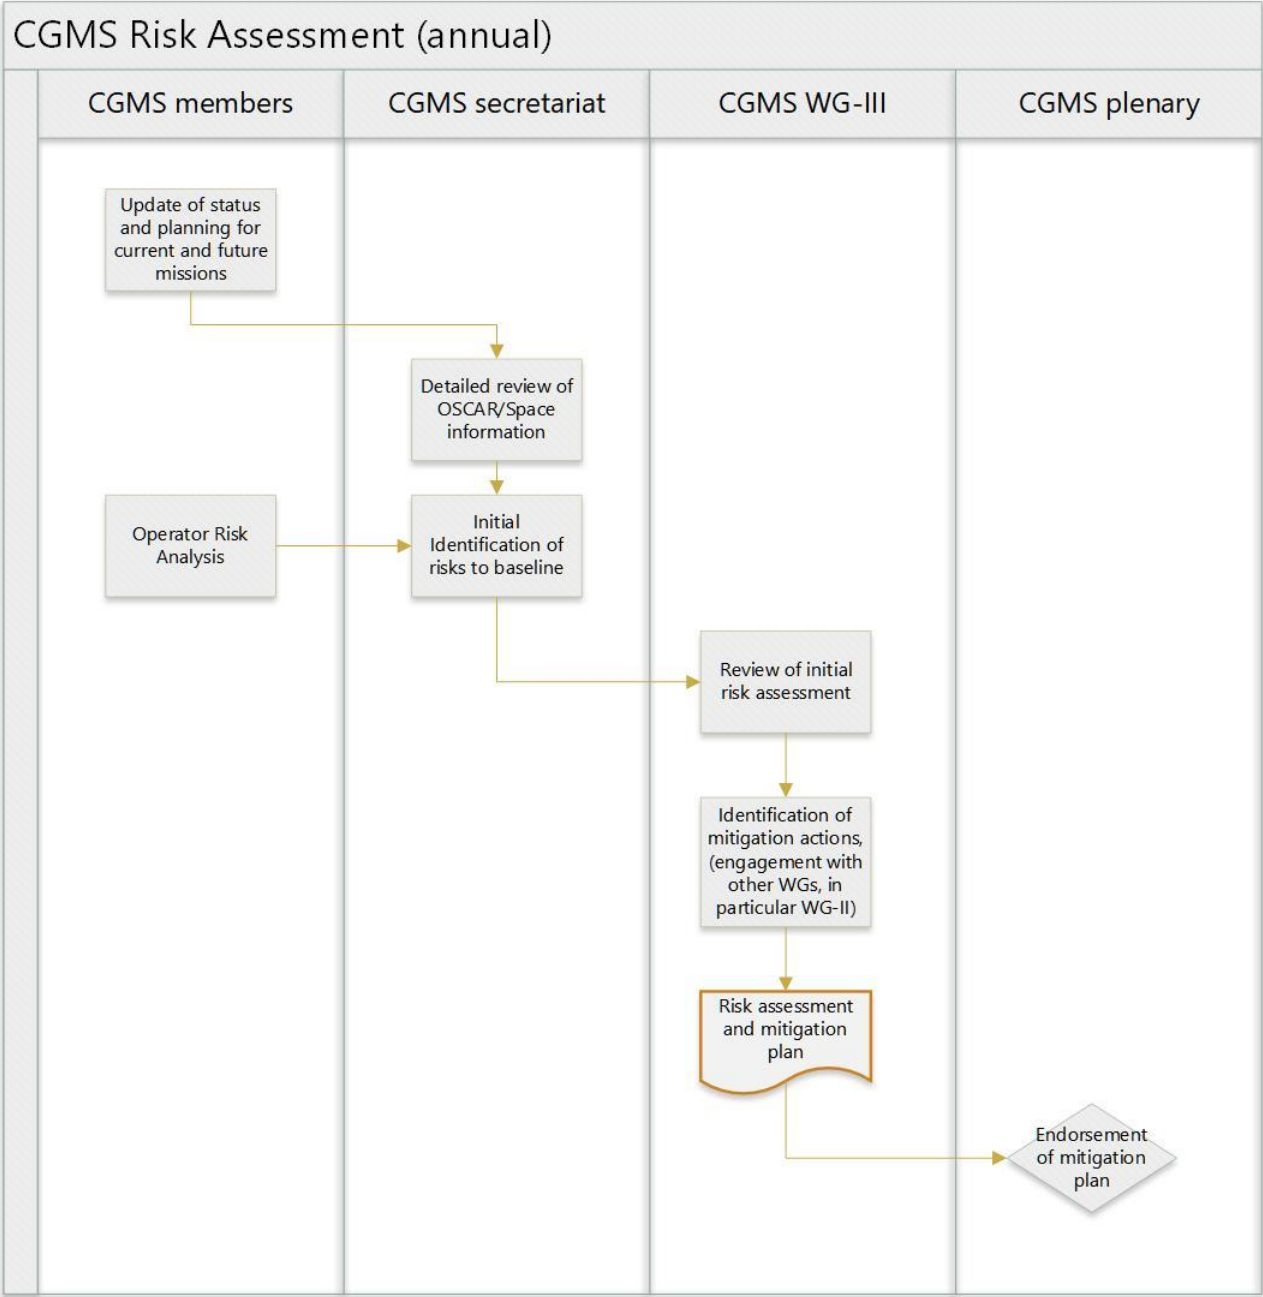 CGMS Risk Assessment (annual)
CGMS members
CGMS secretariat
CGMS WG-III
CGMS plenary
Update of status
and planning for
current and future
missions
Detailed review of
OSCAR/Space
information
Operator Risk
Analysis
Initial
Identification of
risks to baseline
Review of initial
risk assessment
Identification of
mitigation actions,
(engagement with
other WGs, in
particular WG-II)
Risk assessment
and mitigation
plan
Endorsement
of mitigation
plan